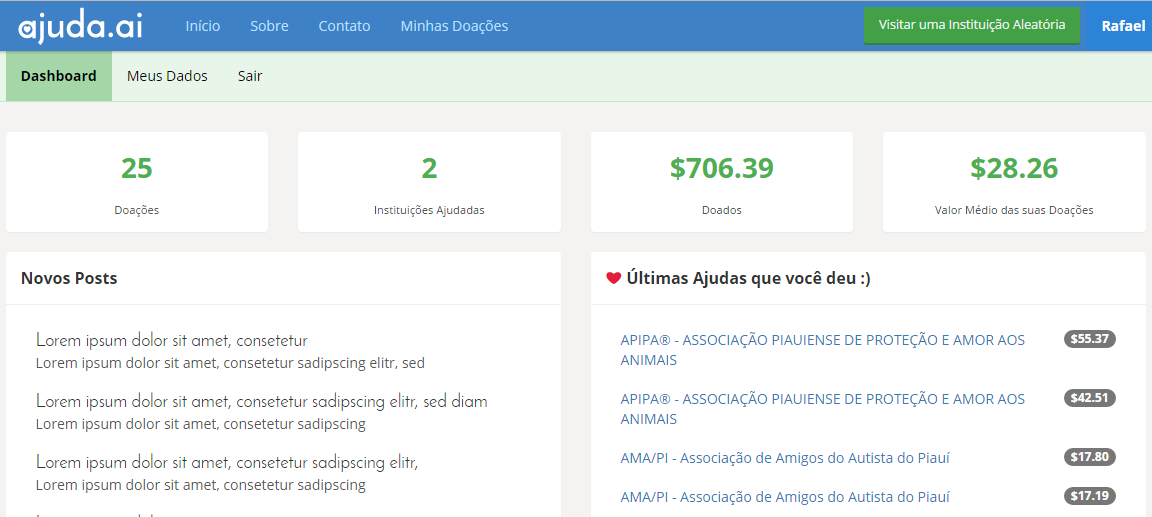 ajuda.ai
Início
Sobre
Contato
Minhas Doações
Visitar uma Instituição Aleatória
Rafael
Dashboard
Meus Dados
Sair
25
Doações
2
Instituições Ajudadas
$706.39
Doados
$28.26
Valor Médio das suas Doações
Novos Posts
Lorem ipsum dolor sit amet, consetetur
Lorem ipsum dolor sit amet, consetetur sadipscing elitr, sed
Lorem ipsum dolor sit amet, consetetur sadipscing elitr, sed diam
Lorem ipsum dolor sit amet, consetetur sadipscing
Lorem ipsum dolor sit amet, consetetur sadipscing elitr,
Lorem ipsum dolor sit amet, consetetur sadipscing
Últimas Ajudas que você deu :)
APIPA® - ASSOCIAÇÃO PIAUIENSE DE PROTEÇÃO E AMOR AOS
ANIMAIS
$55.37
APIPA® - ASSOCIAÇÃO PIAUIENSE DE PROTEÇÃO E AMOR AOS
ANIMAIS
$42.51
AMA/PI - Associação de Amigos do Autista do Piauí
$17.80
AMA/PI - Associação de Amigos do Autista do Piauí
$17.19